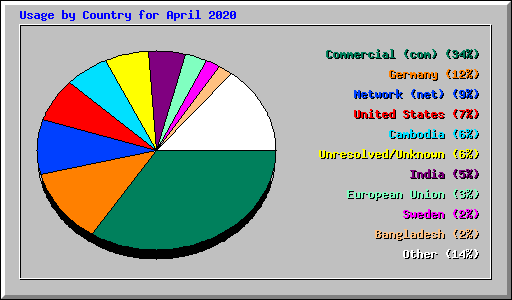 Usage by Country for April 2020
Commercial (com) (34%)
Germany (12%)
Network (net) (9%)
United States (7%)
Cambodia (6%)
Unresolved/Unknown (6%)
India (5%)
European Union (3%)
Sweden (2%)
Bangladesh (2%)
Other (14%)